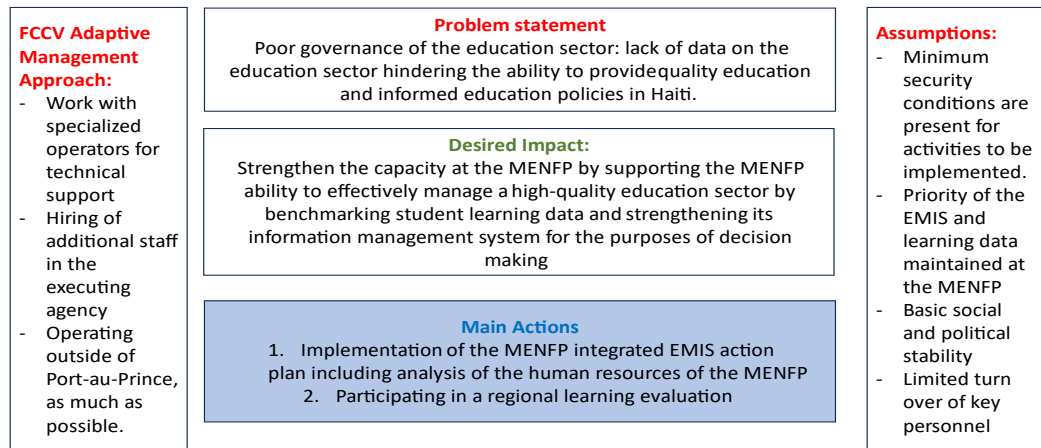 FCCV Adaptive
Management
Approach:
- Work with
specialized
operators for
technical
support
- Hiring of
additional staff
in the
executing
agency
- Operating
outside of
Port-au-Prince,
as much as
possible.
Problem statement
Poor governance of the education sector: lack of data on the
education sector hindering the ability to providequality education
and informed education policies in Haiti.
Desired Impact:
Strengthen the capacity at the MENFP by supporting the MENFP
ability to effectively manage a high-quality education sector by
benchmarking student learning data and strengthening its
information management system for the purposes of decision
making
Main Actions
1. Implementation of the MENFP integrated EMIS action
plan including analysis of the human resources of the MENFP
2. Participating in a regional learning evaluation
Assumptions:
- Minimum
security
conditions are
present for
activities to be
implemented.
- Priority of the
EMIS and
learning data
maintained at
the MENFP
- Basic social
and political
stability
- Limited turn
over of key
personnel